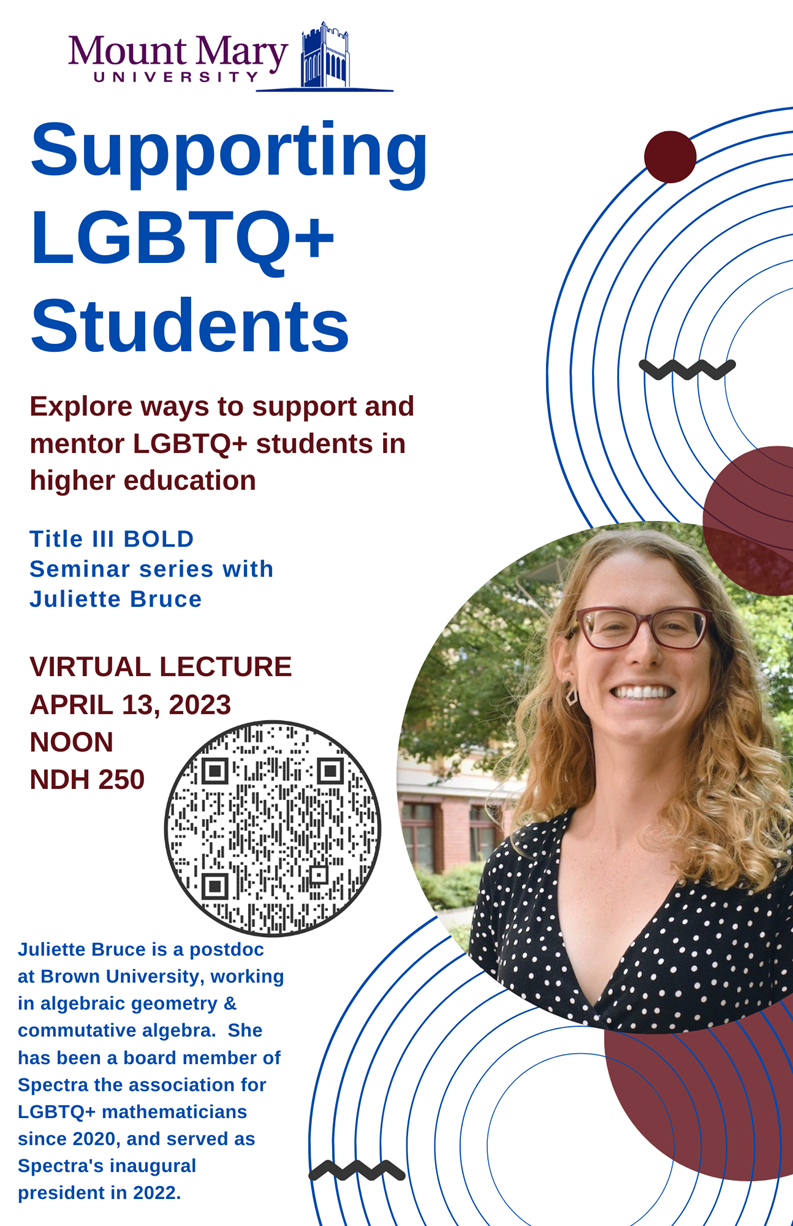 Mount Mary
UNIVERSITY
Supporting
LGBTQ+
Students
Explore ways to support and
mentor LGBTQ+ students in
higher education
Title III BOLD
Seminar series with
Juliette Bruce
VIRTUAL LECTURE
APRIL 13, 2023
NOON
NDH 250
Juliette Bruce is a postdoc
at Brown University, working
in algebraic geometry &
commutative algebra.  She
has been a board member of
Spectra the association for
LGBTQ+ mathematicians
since 2020, and served as
Spectra's inaugural
president in 2022.